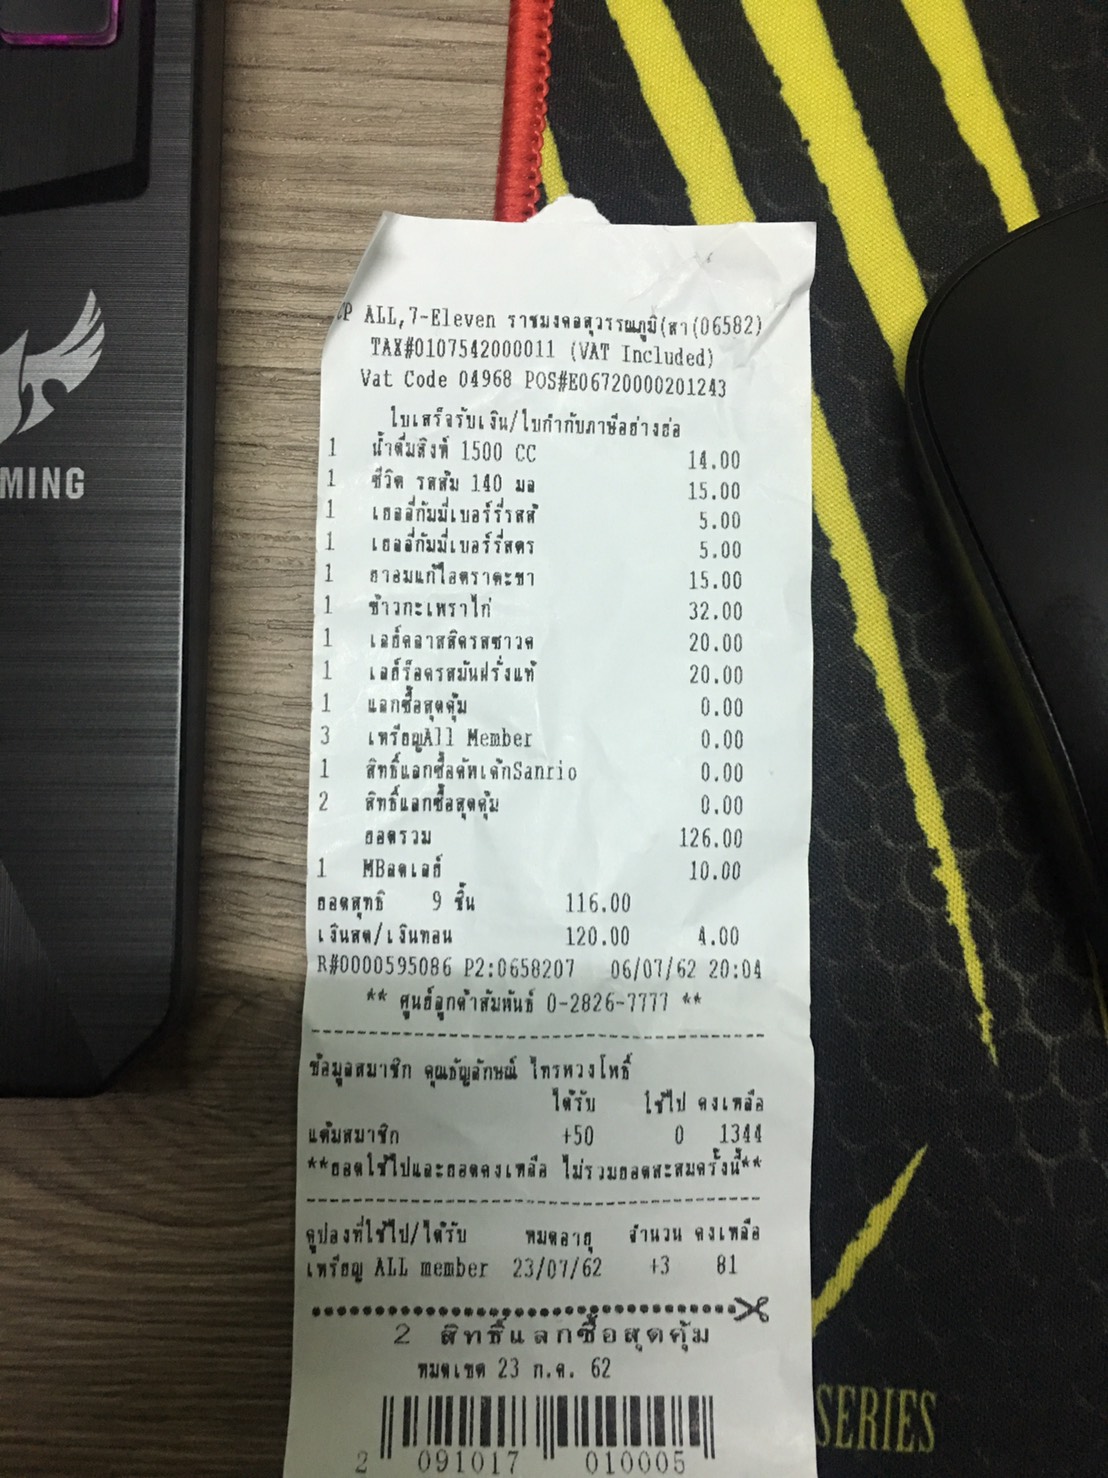 MING
CP ALL,7-Eleven ราชมงคลสุวรรณภูมิ(สา(06582)
TAX#0107542000011 (VAT Included)
Vat Code 04968 POS#E06720000201243
ใบเสร็จรับเงิน/ใบกำกับภาษีอย่างย่อ
1 น้ำดื่มสิงห์ 1500 CC 14.00
1 ซีวิต รสส้ม 140 มล 15.00
1 เยลลี่กัมมี่เบอร์รี่รสส้ 5.00
1 เยลลี่กัมมี่เบอร์รี่สตร 5.00
1 ยาอมแก้ไอตราตะขา 15.00
1 ข้าวกะเพราไก่ 32.00
1 เลย์คลาสสิครสซาวค 20.00
1 เลย์ร็อครสมันฝรั่งแท้ 20.00
1 แลกซื้อสุดคุ้ม 0.00
3 เหรียญAll Member 0.00
1 สิทธิ์แลกซื้อคัทเค้กSanrio 0.00
2 สิทธิ์แลกซื้อสุดคุ้ม 0.00
ยอดรวม 126.00
1 MBลดเลย์ 10.00
ยอดสุทธิ 9 ชิ้น 116.00
เงินสด/เงินทอน 120.00 4.00
R#0000595086 P2:0658207 06/07/62 20:04
** ศูนย์ลูกค้าสัมพันธ์ 0-2826-7777 **
ข้อมูลสมาชิก คุณธัญลักษณ์ ไทรหวงโพธิ์
ได้รับ ใช้ไป คงเหลือ
แต้มสมาชิก +50 0 1344
**ยอดใช้ไปและยอดคงเหลือ ไม่รวมยอดสะสมครั้งนี้**
คูปองที่ใช้ไป/ได้รับ หมดอายุ จำนวน คงเหลือ
เหรียญ ALL member 23/07/62 +3 81
2 สิทธิ์แลกซื้อสุดคุ้ม
หมดเขต 23 ก.ค. 62
2 091017 010005
SERIES